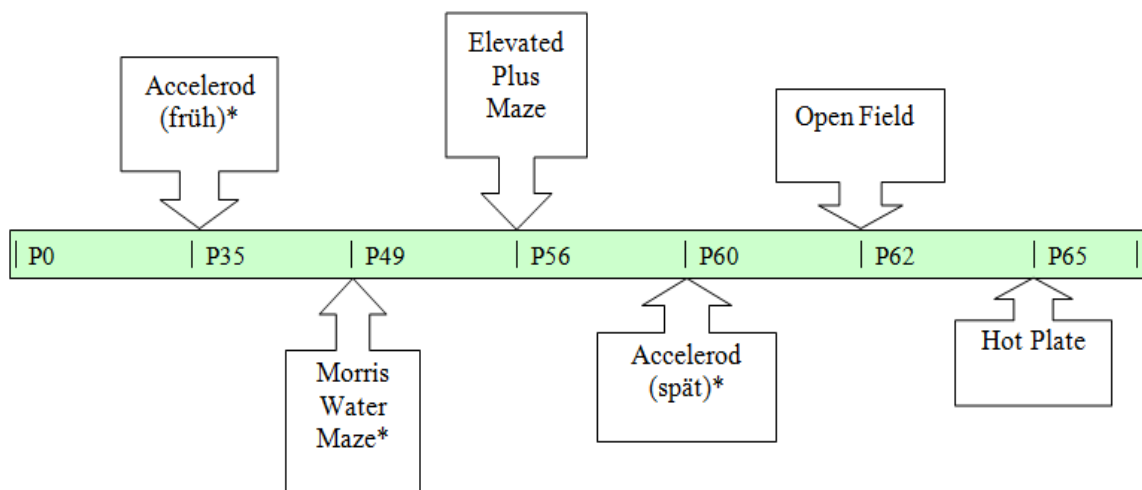 Elevated
Plus
Maze
Accelerod
(früh)*
Open Field
P0
P35
P49
P56
P60
P62
P65
Morris
Water
Maze*
Accelerod
(spät)*
Hot Plate